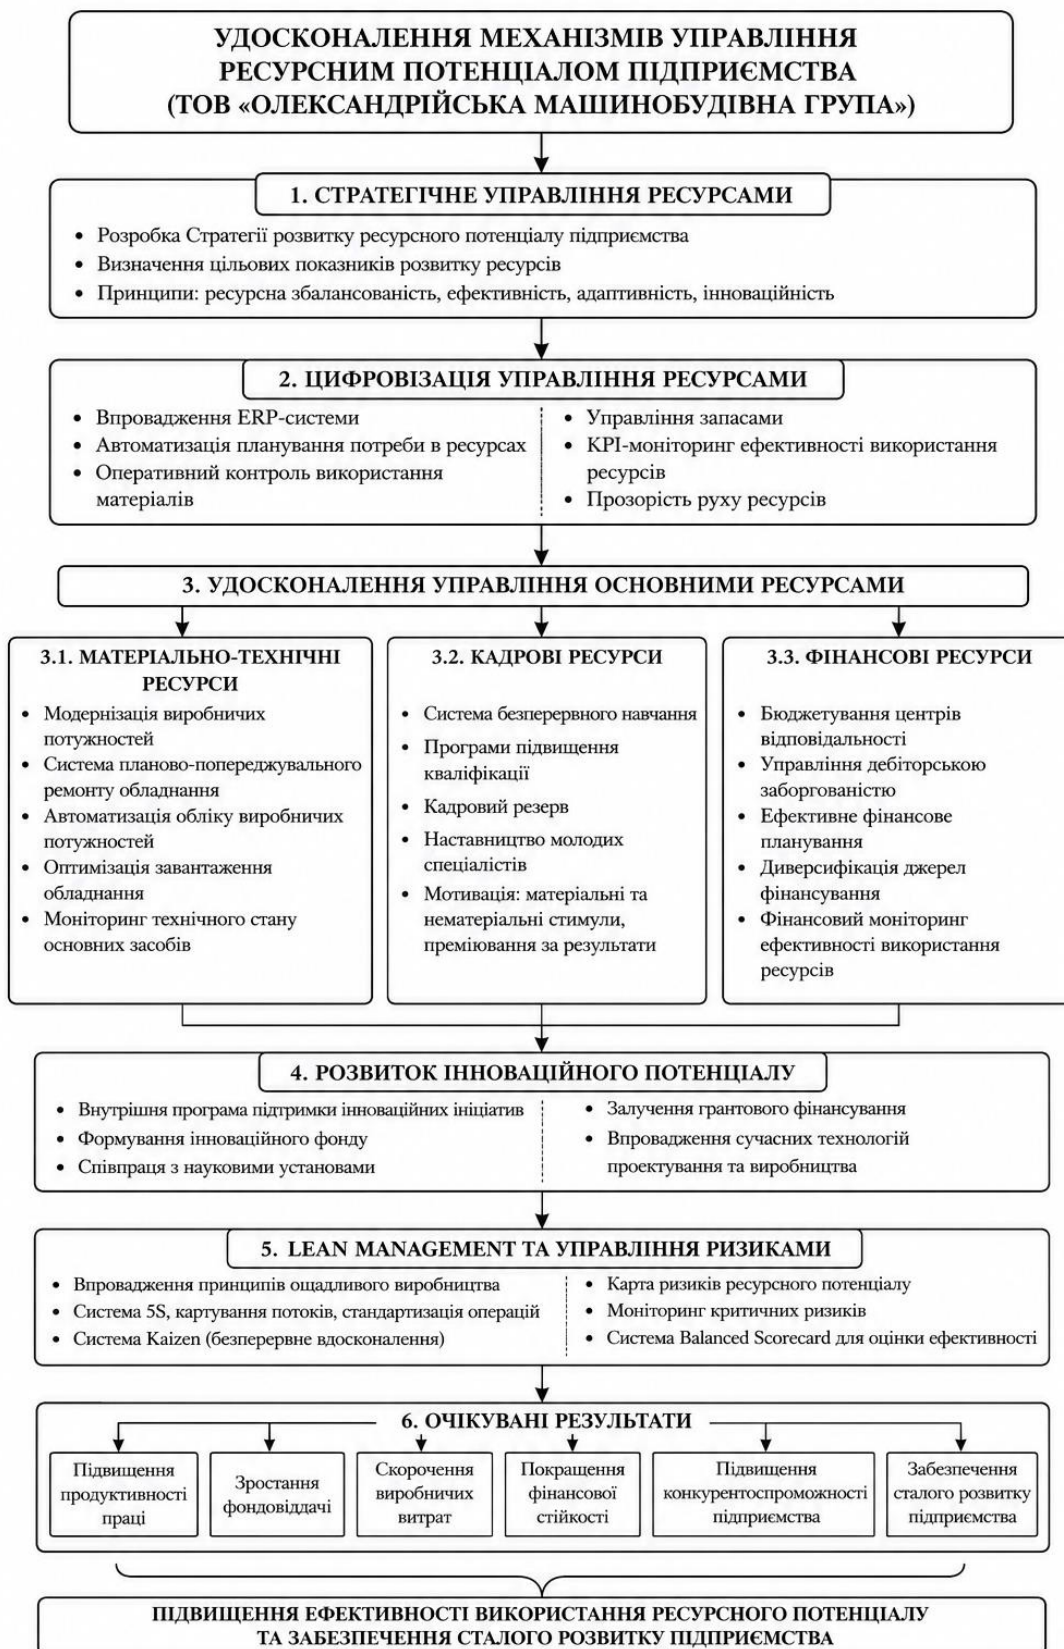 УДОСКОНАЛЕННЯ МЕХАНІЗМІВ УПРАВЛІННЯ
РЕСУРСНИМ ПОТЕНЦІАЛОМ ПІДПРИЄМСТВА
(ТОВ «ОЛЕКСАНДРІЙСЬКА МАШИНОБУДІВНА ГРУПА»)
1. СТРАТЕГІЧНЕ УПРАВЛІННЯ РЕСУРСАМИ
• Розробка Стратегії розвитку ресурсного потенціалу підприємства
• Визначення цільових показників розвитку ресурсів
• Принципи: ресурсна збалансованість, ефективність, адаптивність, інноваційність
2. ЦИФРОВІЗАЦІЯ УПРАВЛІННЯ РЕСУРСАМИ
• Впровадження ERP-системи
• Автоматизація планування потреби в ресурсах
• Оперативний контроль використання
матеріалів
• Управління запасами
• KPI-моніторинг ефективності використання
ресурсів
• Прозорість руху ресурсів
3. УДОСКОНАЛЕННЯ УПРАВЛІННЯ ОСНОВНИМИ РЕСУРСАМИ
3.1. МАТЕРІАЛЬНО-ТЕХНІЧНІ
РЕСУРСИ
• Модернізація виробничих
потужностей
• Система планово-попереджувального
ремонту обладнання
• Автоматизація обліку виробничих
потужностей
• Оптимізація завантаження
обладнання
• Моніторинг технічного стану
основних засобів
3.2. КАДРОВІ РЕСУРСИ
• Система безперервного навчання
• Програми підвищення
кваліфікації
• Кадровий резерв
• Наставництво молодих
спеціалістів
• Мотивація: матеріальні та
нематеріальні стимули,
преміювання за результати
3.3. ФІНАНСОВІ РЕСУРСИ
• Бюджетування центрів
відповідальності
• Управління дебіторською
заборгованістю
• Ефективне фінансове
планування
• Диверсифікація джерел
фінансування
• Фінансовий моніторинг
ефективності використання
ресурсів
4. РОЗВИТОК ІННОВАЦІЙНОГО ПОТЕНЦІАЛУ
• Внутрішня програма підтримки інноваційних ініціатив
• Формування інноваційного фонду
• Співпраця з науковими установами
• Залучення грантового фінансування
• Впровадження сучасних технологій
проектування та виробництва
5. LEAN MANAGEMENT ТА УПРАВЛІННЯ РИЗИКАМИ
• Впровадження принципів ощадливого виробництва
• Система 5S, картування потоків, стандартизація операцій
• Система Kaizen (безперервне вдосконалення)
• Карта ризиків ресурсного потенціалу
• Моніторинг критичних ризиків
• Система Balanced Scorecard для оцінки ефективності
6. ОЧІКУВАНІ РЕЗУЛЬТАТИ
Підвищення
продуктивності
праці
Зростання
фондовіддачі
Скорочення
виробничих
витрат
Покращення
фінансової
стійкості
Підвищення
конкурентоспроможності
підприємства
Забезпечення
сталого розвитку
підприємства
ПІДВИЩЕННЯ ЕФЕКТИВНОСТІ ВИКОРИСТАННЯ РЕСУРСНОГО ПОТЕНЦІАЛУ
ТА ЗАБЕЗПЕЧЕННЯ СТАЛОГО РОЗВИТКУ ПІДПРИЄМСТВА